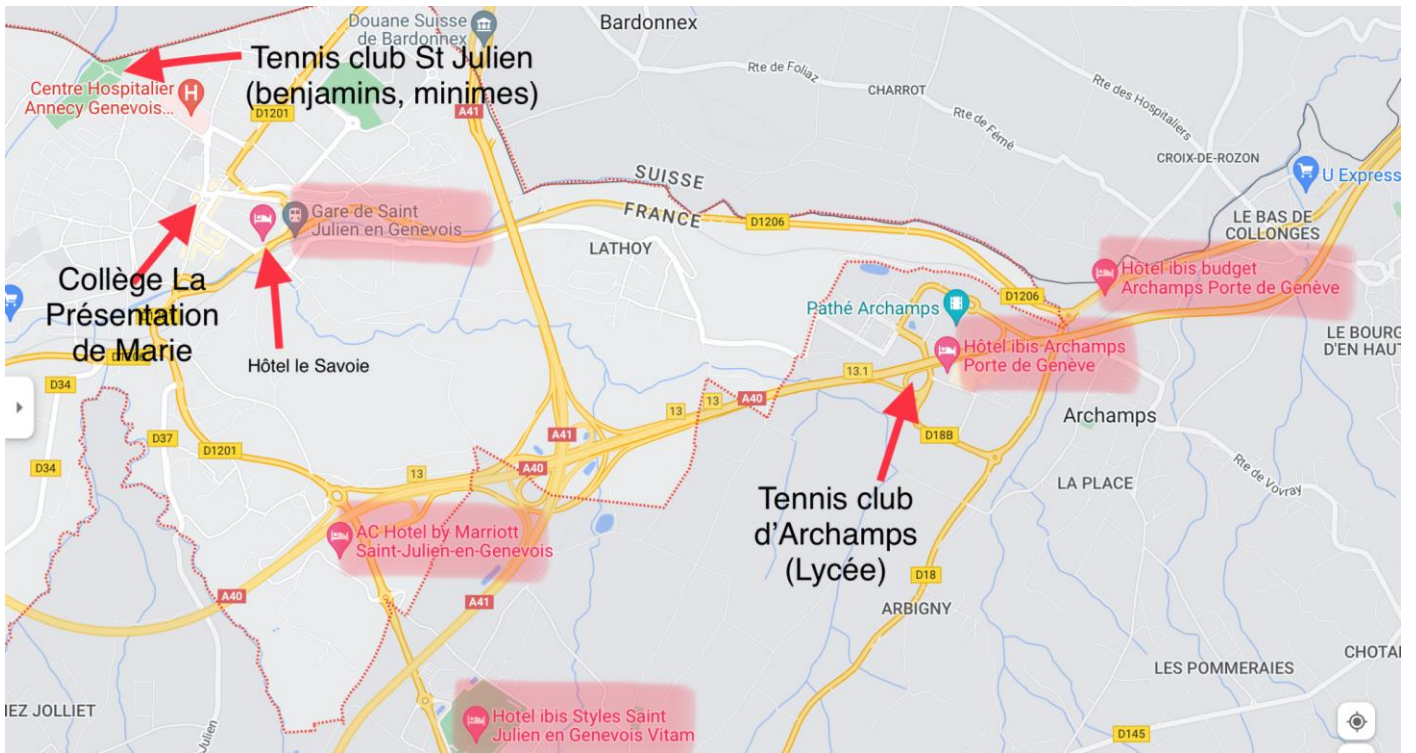 Douane Suisse
de Bardonnex
Bardonnex
Tennis club St Julien
(benjamins, minimes)
Centre Hospitalier
Annecy Genevois...
H
D1201
A41
Rte de Foliaz
CHARROT
Rte des Hospitaliers
Rte de Férné
CROIX-DE-ROZON
U Express
SUISSE
FRANCE
Gare de Saint
Julien en Genevois
D1206
LATHOY
LE BAS DE
COLLONGES
Hôtel ibis budget
Archamps Porte de Genève
Collège La
Présentation
de Marie
Hôtel le Savoie
D1206
Pathé Archamps
Hôtel ibis Archamps
Porte de Genève
LE BOURG
D'EN HAUT
D34
13.1
A40
13
13
Archamps
D18B
D34
D37
D1201
13
A41
A40
Rte de Vovray
LA PLACE
Tennis club
d'Archamps
(Lycée)
AC Hotel by Marriott
Saint-Julien-en-Genevois
A40
A41
D18
ARBIGNY
CHOTA
LES POMMERAIES
Hotel ibis Styles Saint
Julien en Genevois Vitam
IEZ JOLLIET
Julien
D145